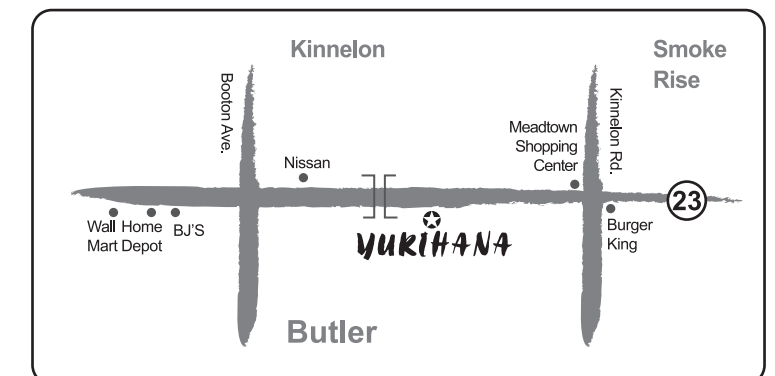 Kinnelon
Smoke
Rise
Booton Ave.
Kinnelon Rd.
Meadtown
Shopping
Center
Nissan
23
Wall Home
Mart Depot
BJ'S
YUKIHANA
Burger
King
Butler